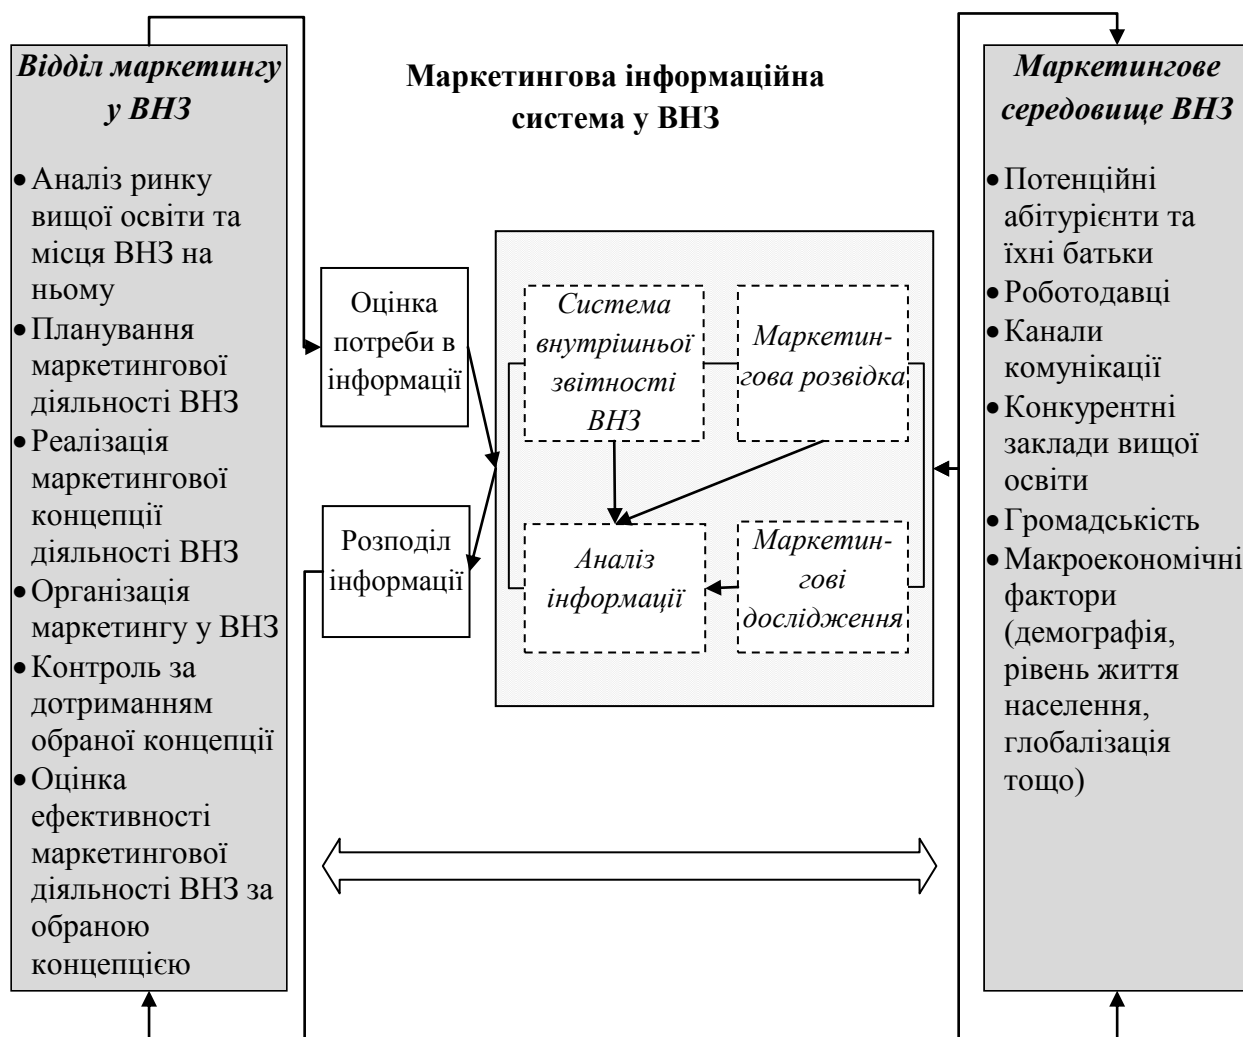 Відділ маркетингу
у ВНЗ
• Аналіз ринку
вищої освіти та
місця ВНЗ на
ньому
• Планування
маркетингової
діяльності ВНЗ
• Реалізація
маркетингової
концепції
діяльності ВНЗ
• Організація
маркетингу у ВНЗ
• Контроль за
дотриманням
обраної концепції
• Оцінка
ефективності
маркетингової
діяльності ВНЗ за
обраною
концепцією
Маркетингова інформаційна
система у ВНЗ
Оцінка
потреби в
інформації
Розподіл
інформації
Система
внутрішньої
звітності
ВНЗ
Маркетин-
гова розвідка
Аналіз
інформації
Маркетин-
гові
дослідження
Маркетингове
середовище ВНЗ
• Потенційні
абітурієнти та
їхні батьки
• Роботодавці
• Канали
комунікації
• Конкурентні
заклади вищої
освіти
• Громадськість
• Макроекономічні
фактори
(демографія,
рівень життя
населення,
глобалізація
тощо)